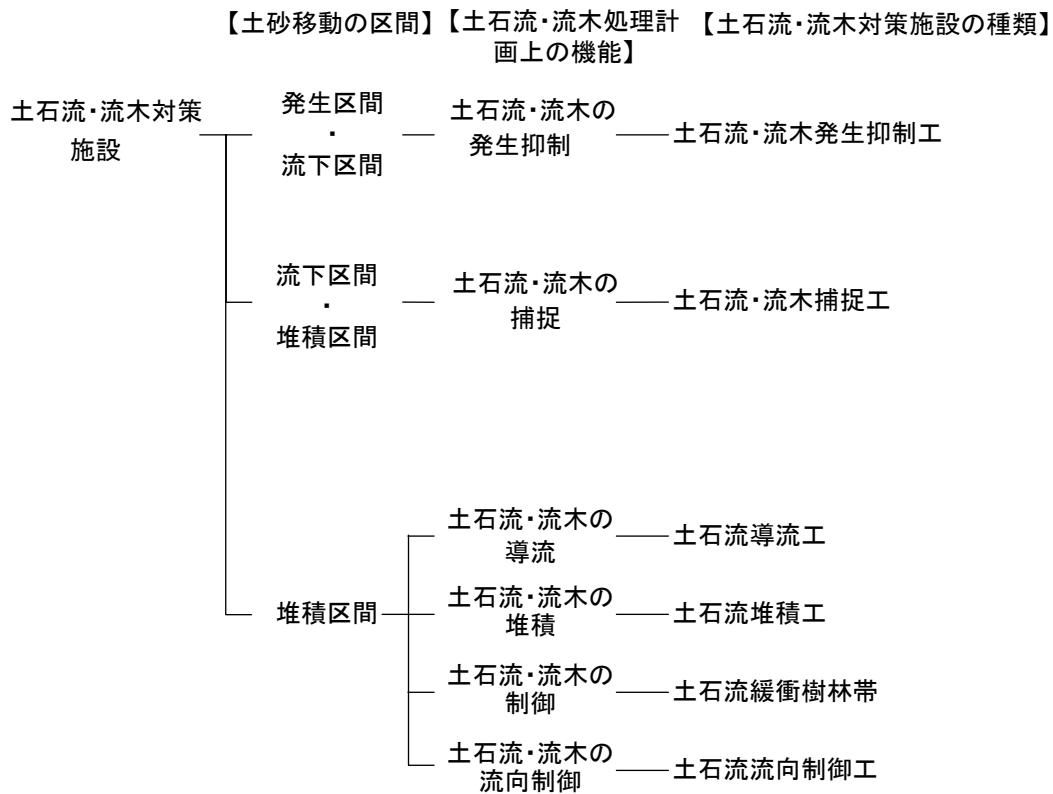 【土砂移動の区間】
【土石流・流木処理計
画上の機能】
【土石流・流木対策施設の種類】
土石流・流木対策
施設
発生区間
・
流下区間
土石流・流木の
発生抑制
土石流・流木発生抑制工
流下区間
・
堆積区間
土石流・流木の
捕捉
土石流・流木捕捉工
堆積区間
土石流・流木の
導流
土石流導流工
土石流・流木の
堆積
土石流堆積工
土石流・流木の
制御
土石流緩衝樹林帯
土石流・流木の
流向制御
土石流流向制御工